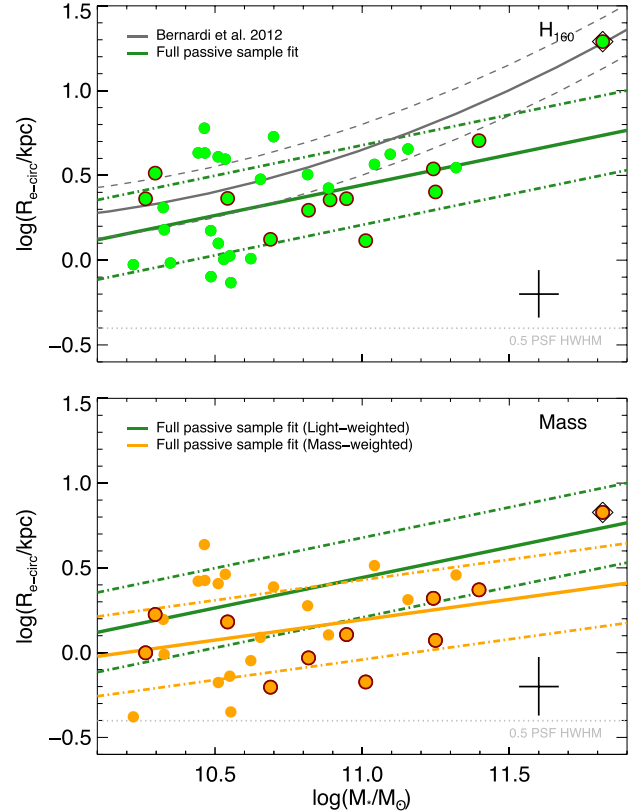 1.5
1.0
0.5
0.0
−0.5
log(Re−circ/kpc)
Bernardi et al. 2012
Full passive sample fit
H160
0.5 PSF HWHM
1.5
1.0
0.5
0.0
−0.5
log(Re−circ/kpc)
Full passive sample fit (Light−weighted)
Full passive sample fit (Mass−weighted)
Mass
0.5 PSF HWHM
10.5 11.0 11.5
log(M*/M⊙)